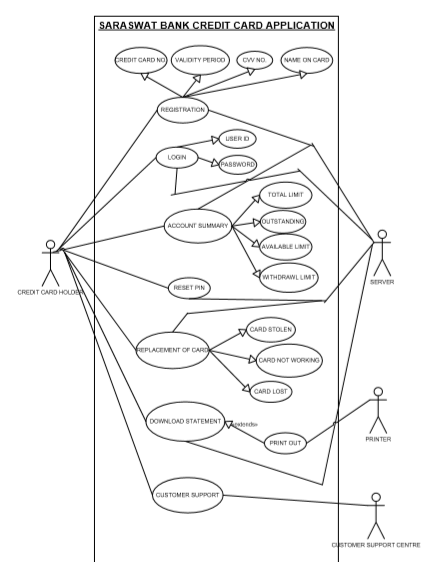 SARASWAT BANK CREDIT CARD APPLICATION
CREDIT CARD NO
VALIDITY PERIOD
CVV NO.
NAME ON CARD
REGISTRATION
USER ID
LOGIN
PASSWORD
TOTAL LIMIT
ACCOUNT SUMMARY
OUTSTANDING
AVAILABLE LIMIT
WITHDRAWL LIMIT
CREDIT CARD HOLDER
SERVER
RESET PIN
CARD STOLEN
REPLACEMENT OF CARD
CARD NOT WORKING
CARD LOST
DOWNLOAD STATEMENT
«extends»
PRINT OUT
PRINTER
CUSTOMER SUPPORT
CUSTOMER SUPPORT CENTRE